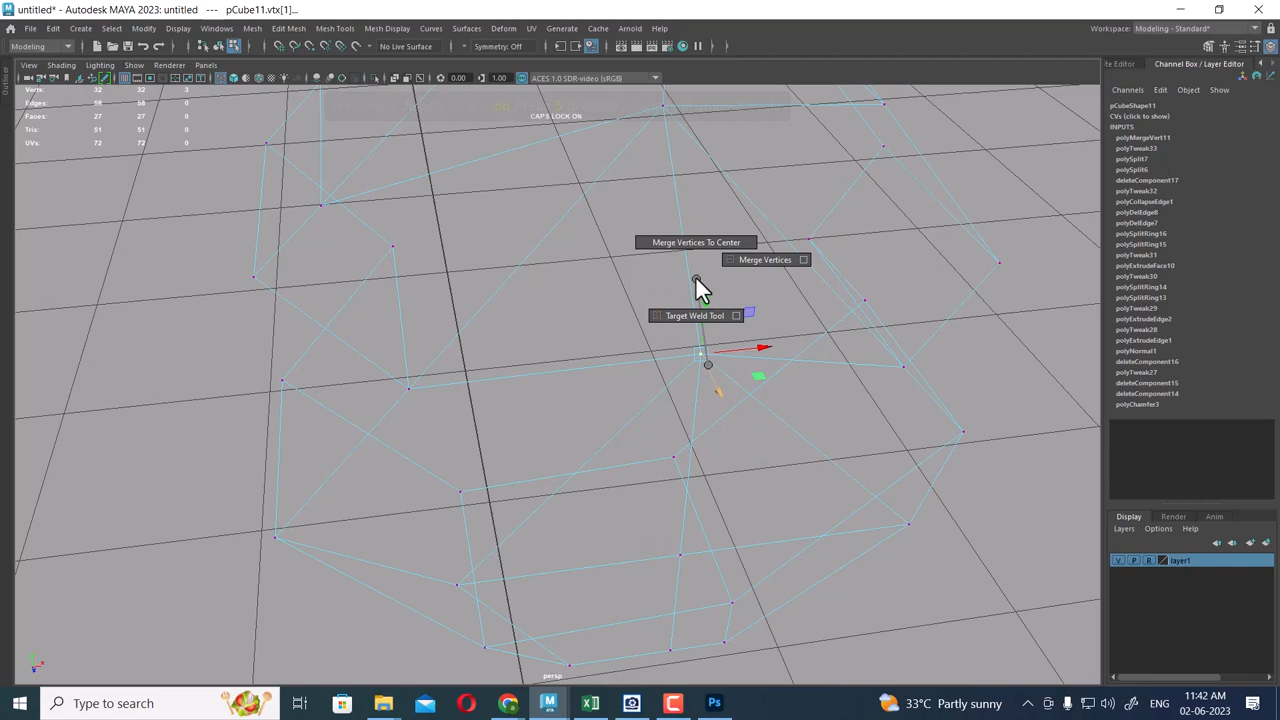 untitled* - Autodesk MAYA 2023: untitled --- pCube11.vtx[1]...
File Edit Create Select Modify Display Windows Mesh Edit Mesh Mesh Tools Mesh Display Curves Surfaces Deform UV Generate Cache Arnold Help
Workspace: Modeling - Standard*
Modeling No Live Surface Symmetry: Off
View Shading Lighting Show Renderer Panels
te Editor Channel Box / Layer Editor
0.00 1.00 ACES 1.0 SDR-video (sRGB)
Channels Edit Object Show
Verts: 32 32 3
Edges: 58 58 0
Faces: 27 27 0
Tris: 51 51 0
UVs: 72 72 0
CAPS LOCK ON
pCubeShape11
CVs (click to show)
INPUTS
polyMergeVert11
polyTweak33
polySplit7
polySplit6
deleteComponent17
polyTweak32
polyCollapseEdge1
polyDelEdge8
polyDelEdge7
polySplitRing16
polySplitRing15
polyTweak31
polyExtrudeFace10
polyTweak30
polySplitRing14
polySplitRing13
polyTweak29
polyExtrudeEdge2
polyTweak28
polyExtrudeEdge1
polyNormal1
deleteComponent16
polyTweak27
deleteComponent15
deleteComponent14
polyChamfer3
Merge Vertices To Center
Merge Vertices
Target Weld Tool
Display Render Anim
Layers Options Help
V P R layer1
persp
Type here to search
33°C Partly sunny
ENG
11:42 AM
02-06-2023